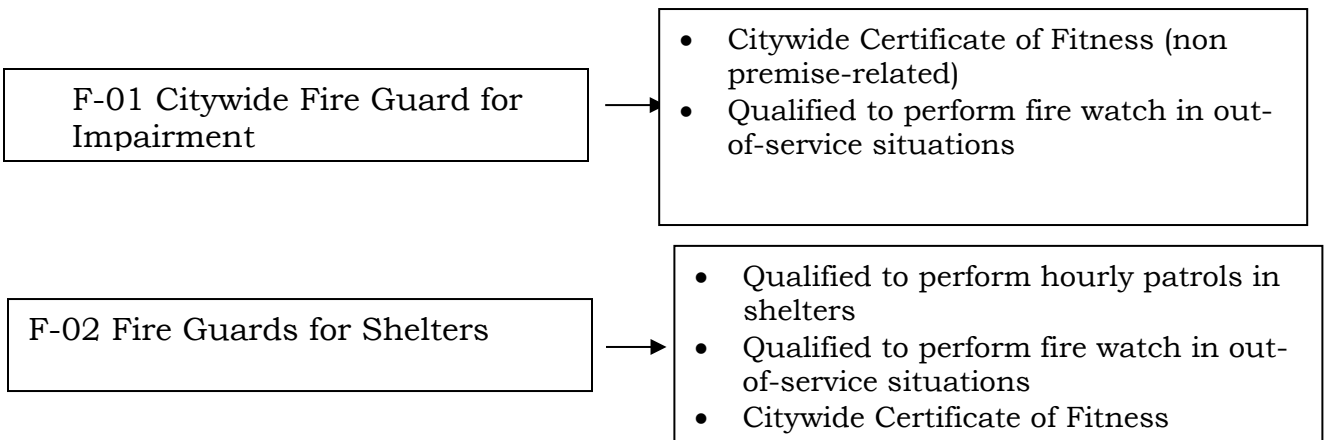 F-01 Citywide Fire Guard for
Impairment
• Citywide Certificate of Fitness (non
premise-related)
• Qualified to perform fire watch in out-
of-service situations
F-02 Fire Guards for Shelters
• Qualified to perform hourly patrols in
shelters
• Qualified to perform fire watch in out-
of-service situations
• Citywide Certificate of Fitness